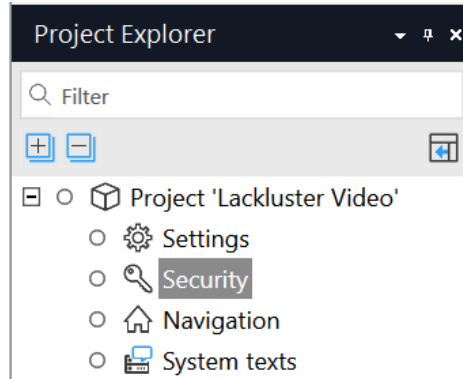 Project Explorer
Filter
Project 'Lackluster Video'
Settings
Security
Navigation
System texts